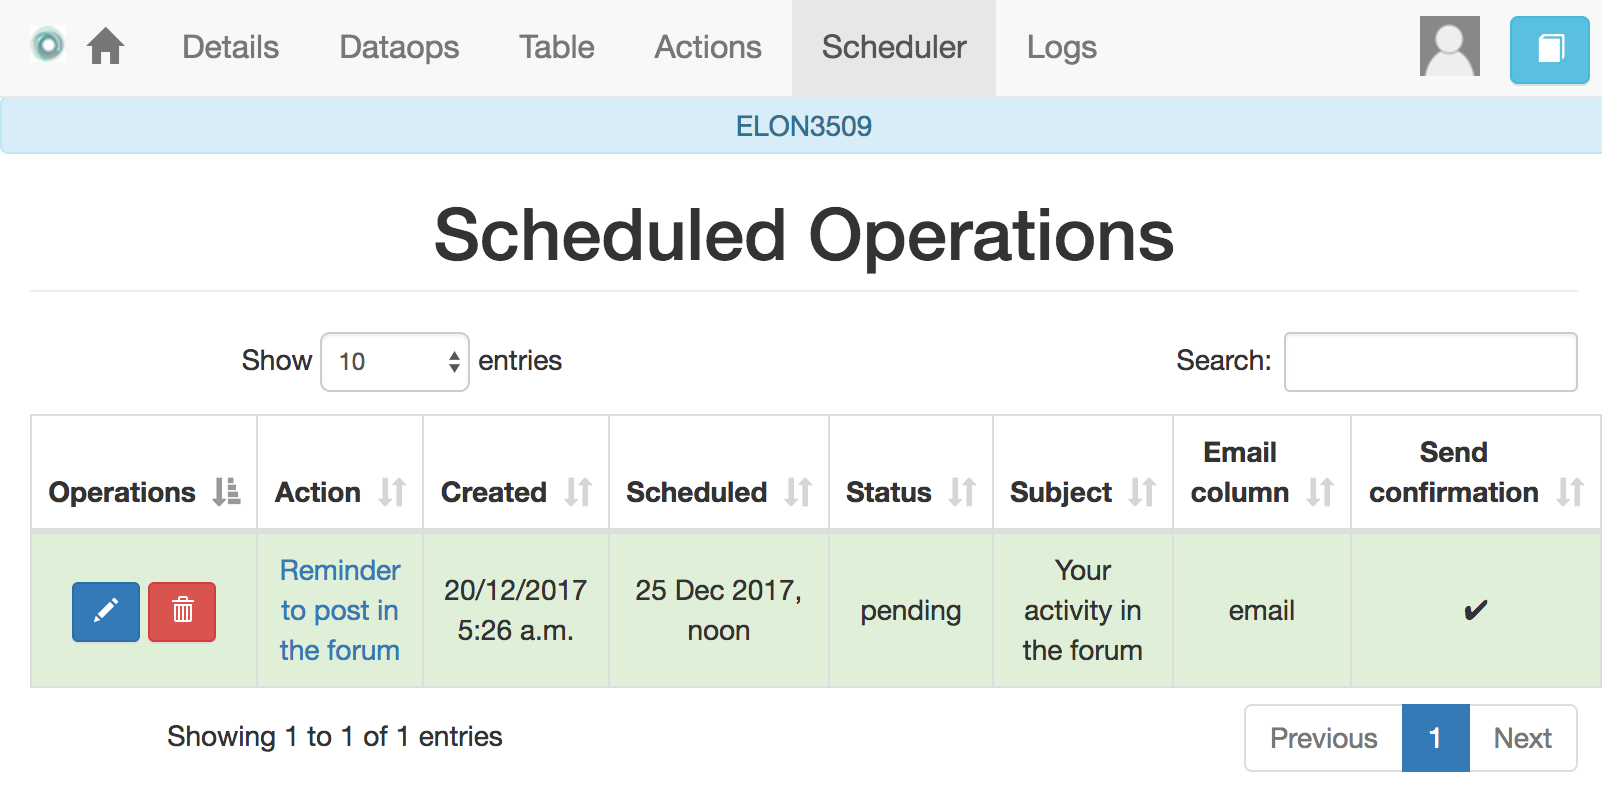 Details Dataops Table Actions Scheduler Logs
ELON3509
Scheduled Operations
Show 10 entries Search:
Operations Action Created Scheduled Status Subject Email column Send confirmation
Reminder to post in the forum 20/12/2017 5:26 a.m. 25 Dec 2017, noon pending Your activity in the forum email ✔
Showing 1 to 1 of 1 entries Previous 1 Next